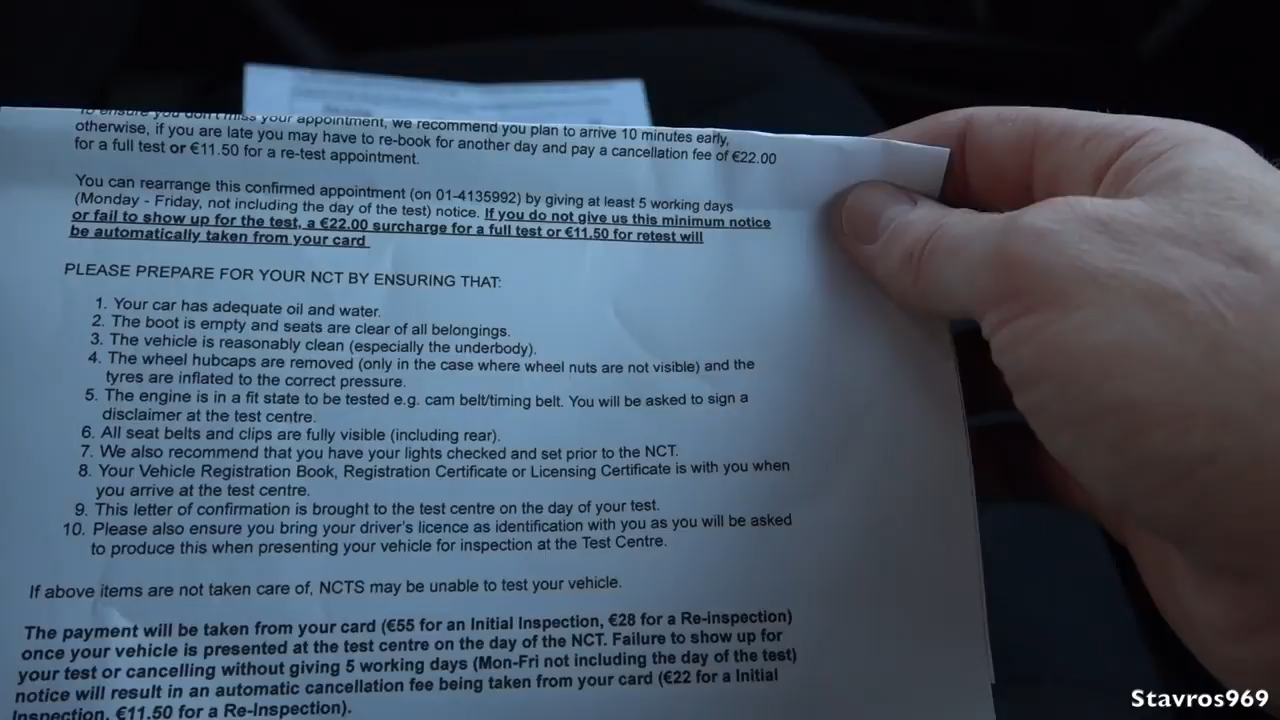 To ensure you don't miss your appointment, we recommend you plan to arrive 10 minutes early,
otherwise, if you are late you may have to re-book for another day and pay a cancellation fee of €22.00
for a full test or €11.50 for a re-test appointment.
You can rearrange this confirmed appointment (on 01-4135992) by giving at least 5 working days
(Monday - Friday, not including the day of the test) notice. If you do not give us this minimum notice
or fail to show up for the test, a €22.00 surcharge for a full test or €11.50 for retest will
be automatically taken from your card
PLEASE PREPARE FOR YOUR NCT BY ENSURING THAT:
1. Your car has adequate oil and water.
2. The boot is empty and seats are clear of all belongings.
3. The vehicle is reasonably clean (especially the underbody).
4. The wheel hubcaps are removed (only in the case where wheel nuts are not visible) and the
tyres are inflated to the correct pressure.
5. The engine is in a fit state to be tested e.g. cam belt/timing belt. You will be asked to sign a
disclaimer at the test centre.
6. All seat belts and clips are fully visible (including rear).
7. We also recommend that you have your lights checked and set prior to the NCT.
8. Your Vehicle Registration Book, Registration Certificate or Licensing Certificate is with you when
you arrive at the test centre.
9. This letter of confirmation is brought to the test centre on the day of your test.
10. Please also ensure you bring your driver's licence as identification with you as you will be asked
to produce this when presenting your vehicle for inspection at the Test Centre.
If above items are not taken care of, NCTS may be unable to test your vehicle.
The payment will be taken from your card (€55 for an Initial Inspection, €28 for a Re-inspection)
once your vehicle is presented at the test centre on the day of the NCT. Failure to show up for
your test or cancelling without giving 5 working days (Mon-Fri not including the day of the test)
notice will result in an automatic cancellation fee being taken from your card (€22 for a Initial
Inspection, €11.50 for a Re-Inspection).
Stavros969